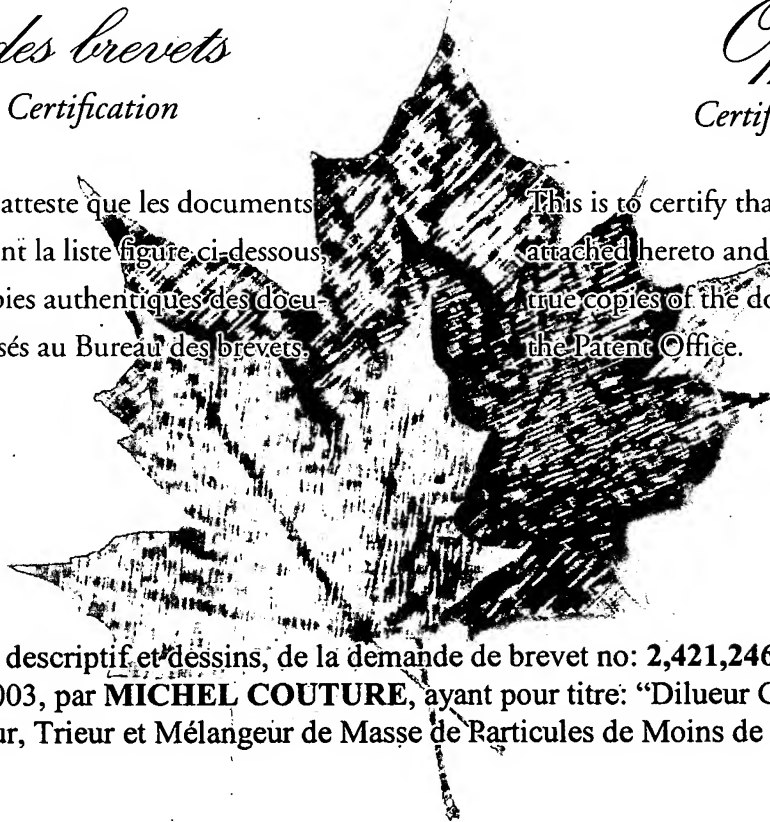 des brevets
Certification
Certif
atteste que les documents
nt la liste figure ci-dessous,
pies authentiques des docu-
sés au Bureau des brevets.
This is to certify tha
attached hereto and
true copies of the do
the Patent Office.
descriptif et dessins, de la demande de brevet no: 2,421,246
003, par MICHEL COUTURE, ayant pour titre: “Dilueur C
ur, Trieur et Mélangeur de Masse de Particules de Moins de